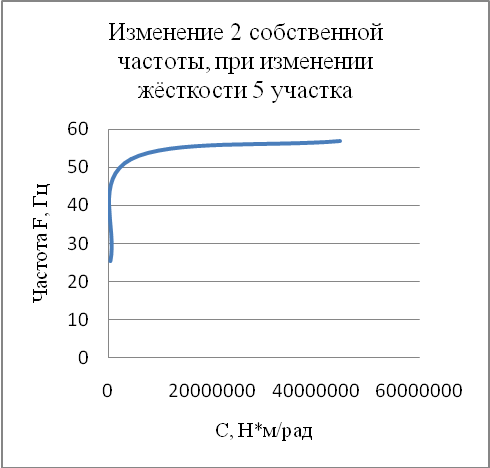 Изменение 2 собственной
частоты, при изменении
жёсткости 5 участка
60
50
40
30
20
10
0
Частота F, Гц
0 20000000 40000000 60000000
С, Н*м/рад